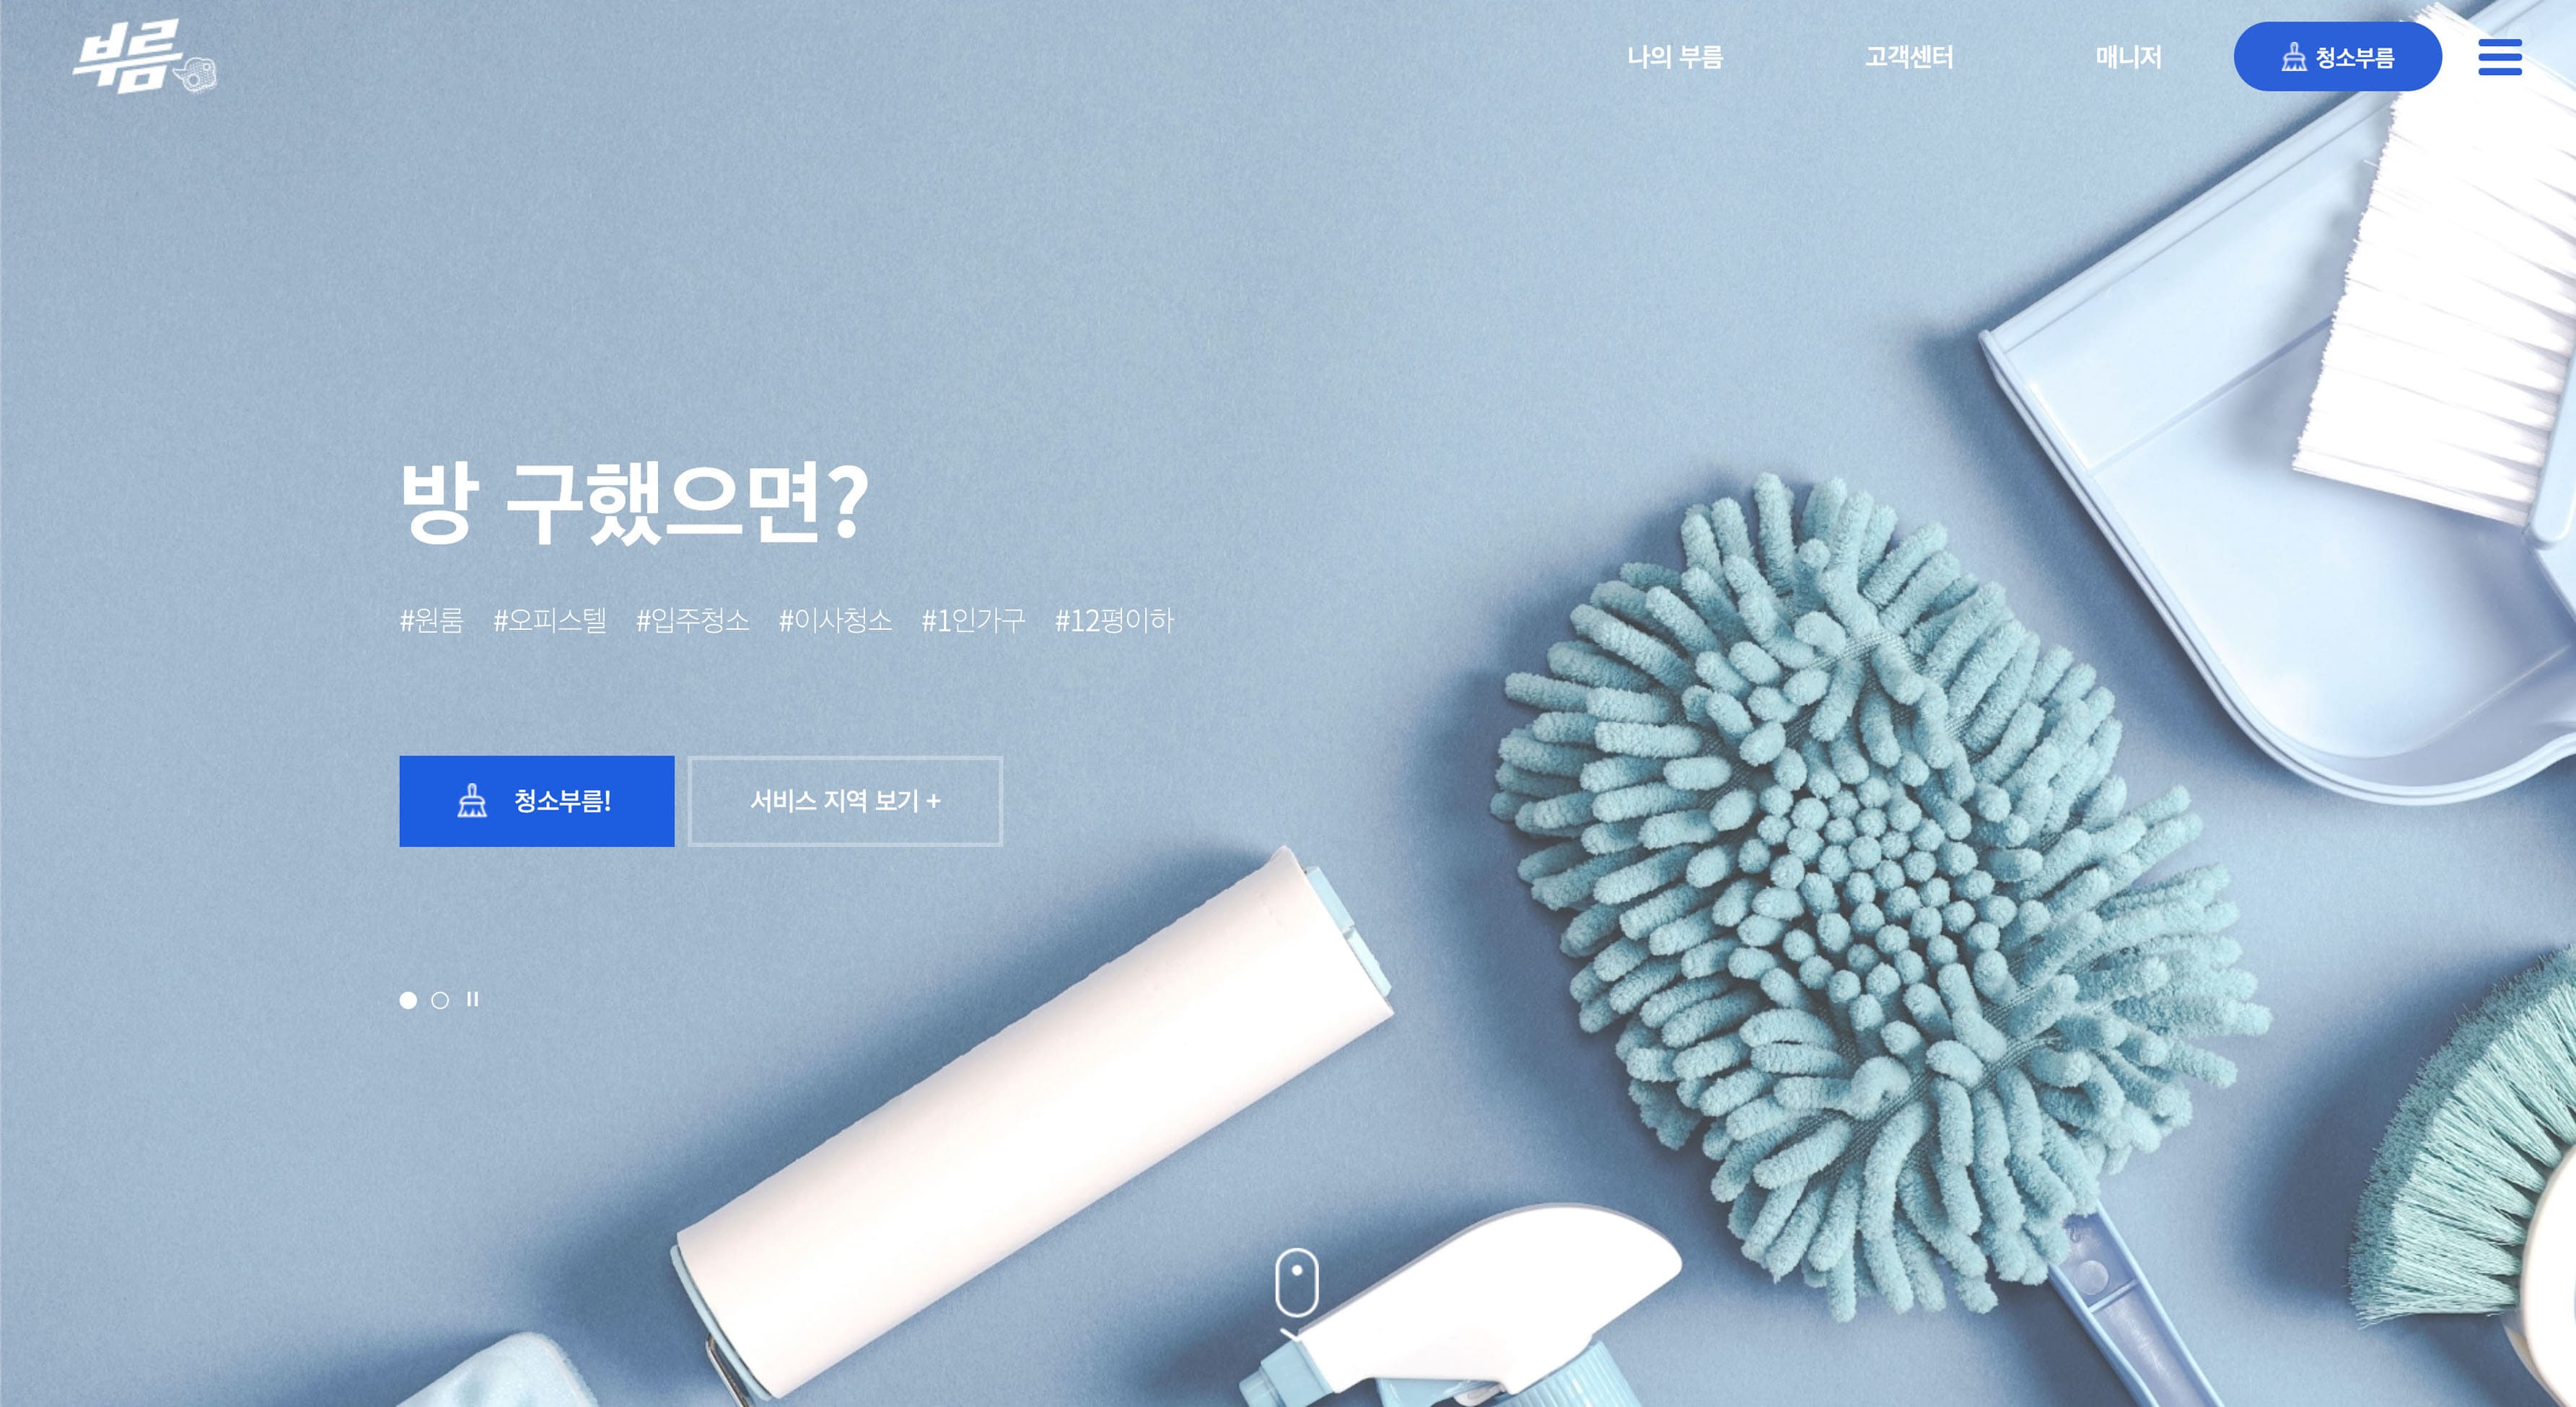 부름
나의 부름
고객센터
매니저
청소부름
방 구했으면?
#원룸 #오피스텔 #입주청소 #이사청소 #1인가구 #12평이하
청소부름!
서비스 지역 보기 +